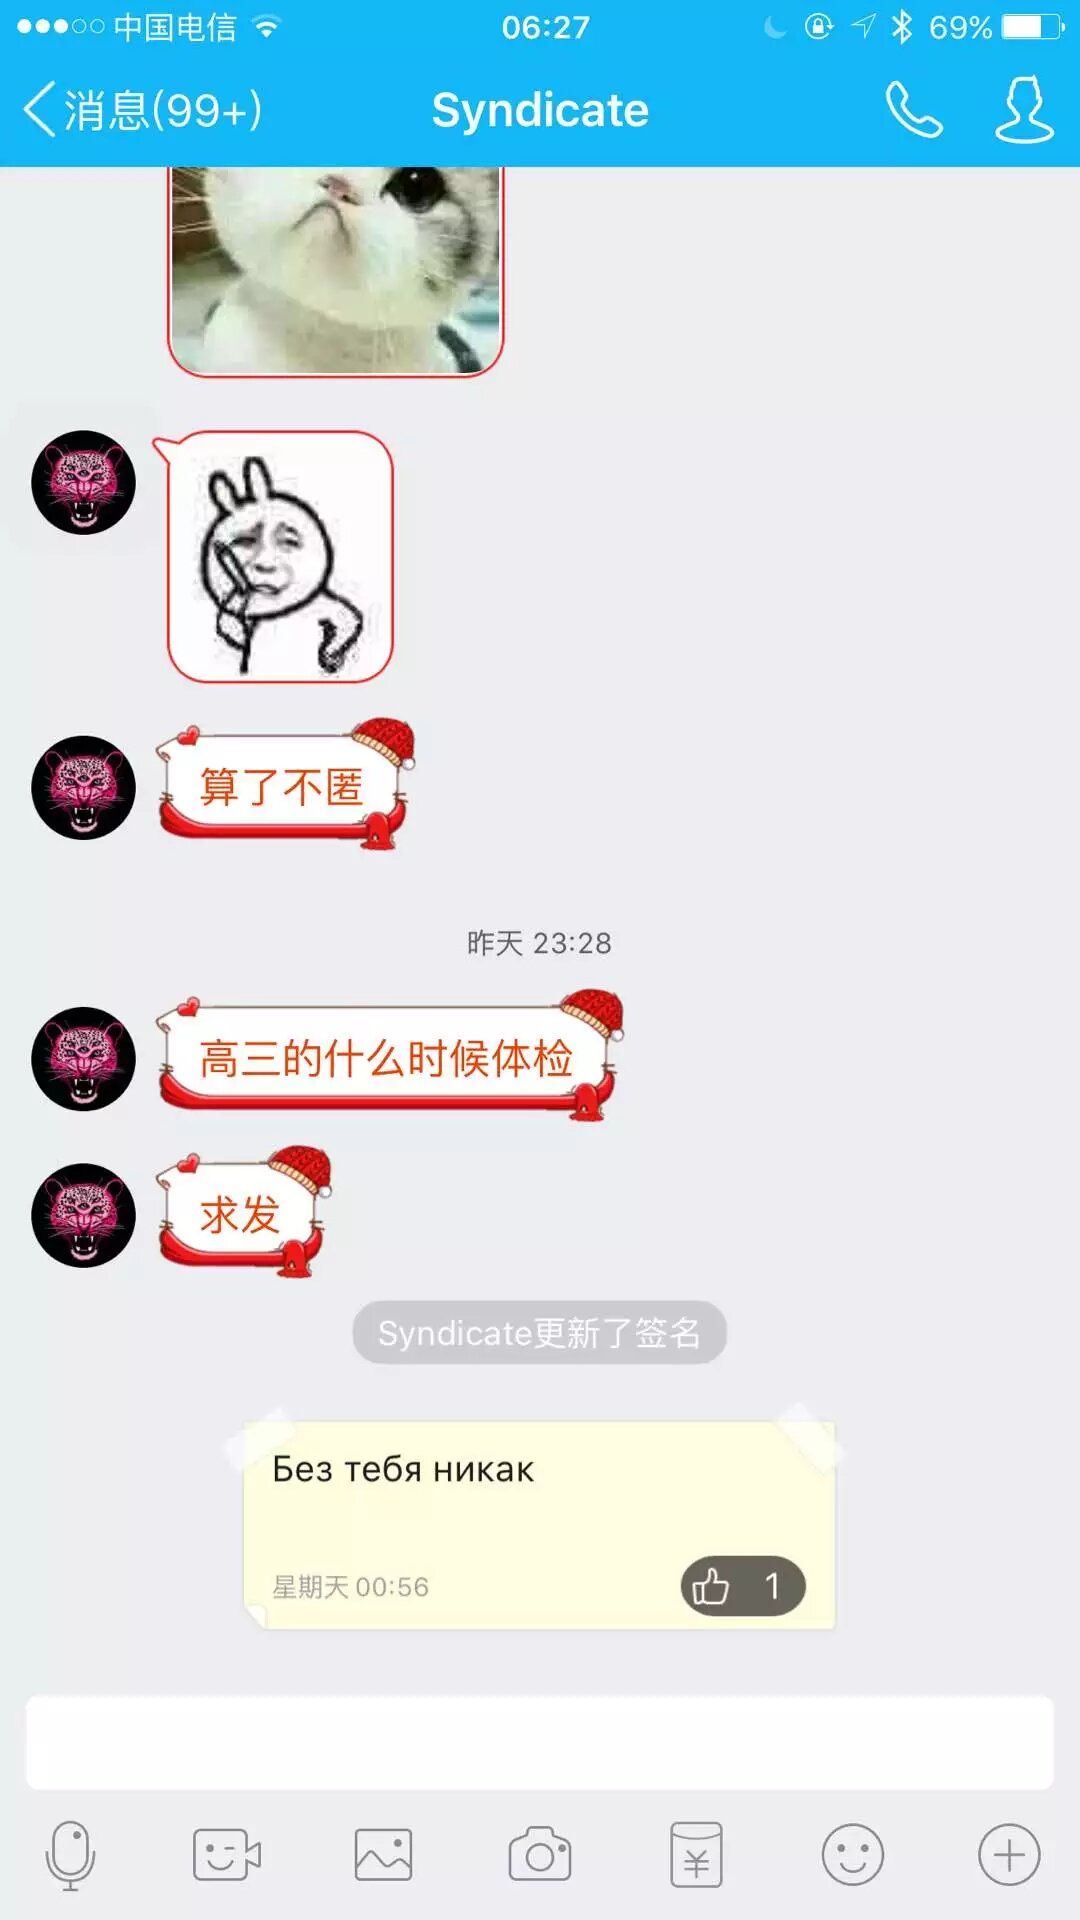 中国电信 06:27 69%
消息(99+) Syndicate
算了不匿
昨天 23:28
高三的什么时候体检
求发
Syndicate更新了签名
Без тебя никак
星期天 00:56 1